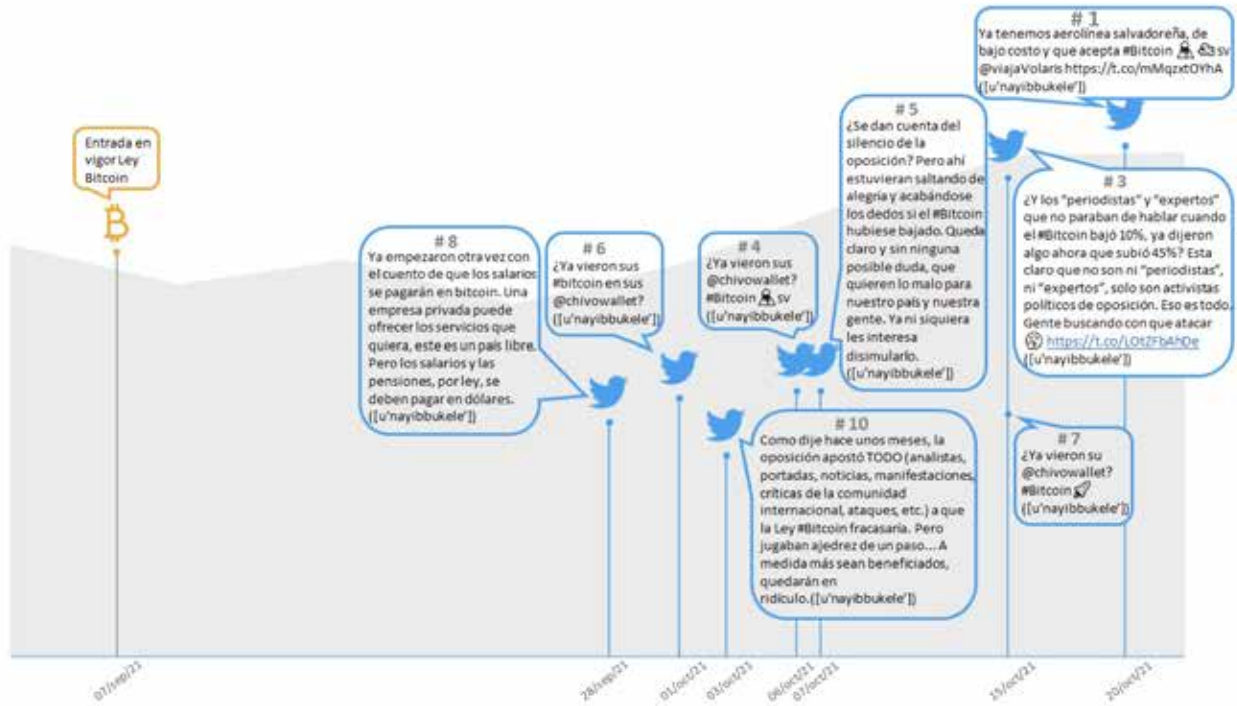 # 1
Ya tenemos aerolínea salvadoreña, de
bajo costo y que acepta #Bitcoin sv
@viajaVolaris https://t.co/mMqzxtOYhA
([u'nayibbukele'])
Entrada en
vigor Ley
Bitcoin
# 8
Ya empezaron otra vez con
el cuento de que los salarios
se pagarán en bitcoin. Una
empresa privada puede
ofrecer los servicios que
quiera, este es un país libre.
Pero los salarios y las
pensiones, por ley, se
deben pagar en dólares.
([u'nayibbukele'])
# 6
¿Ya vieron sus
#bitcoin en sus
@chivowallet?
([u'nayibbukele'])
# 4
¿Ya vieron sus
@chivowallet?
#Bitcoin sv
([u'nayibbukele'])
# 5
¿Se dan cuenta del
silencio de la
oposición? Pero ahí
estuvieran saltando de
alegría y acabándose
los dedos si el #Bitcoin
hubiese bajado. Queda
claro y sin ninguna
posible duda, que
quieren lo malo para
nuestro país y nuestra
gente. Ya ni siquiera
les interesa
disimularlo.
([u'nayibbukele'])
# 3
¿Y los "periodistas" y "expertos"
que no paraban de hablar cuando
el #Bitcoin bajó 10%, ya dijeron
algo ahora que subió 45%? Esta
claro que no son ni "periodistas",
ni "expertos", solo son activistas
políticos de oposición. Eso es todo.
Gente buscando con que atacar
https://t.co/LOtZFbAhDe
([u'nayibbukele'])
# 10
Como dije hace unos meses, la
oposición apostó TODO (analistas,
portadas, noticias, manifestaciones,
críticas de la comunidad
internacional, ataques, etc.) a que
la Ley #Bitcoin fracasaría. Pero
jugaban ajedrez de un paso... A
medida más sean beneficiados,
quedarán en
ridículo.([u'nayibbukele'])
# 7
¿Ya vieron su
@chivowallet?
#Bitcoin
([u'nayibbukele'])
07/sep/21
28/sep/21
01/oct/21
03/oct/21
06/oct/21
07/oct/21
15/oct/21
20/oct/21